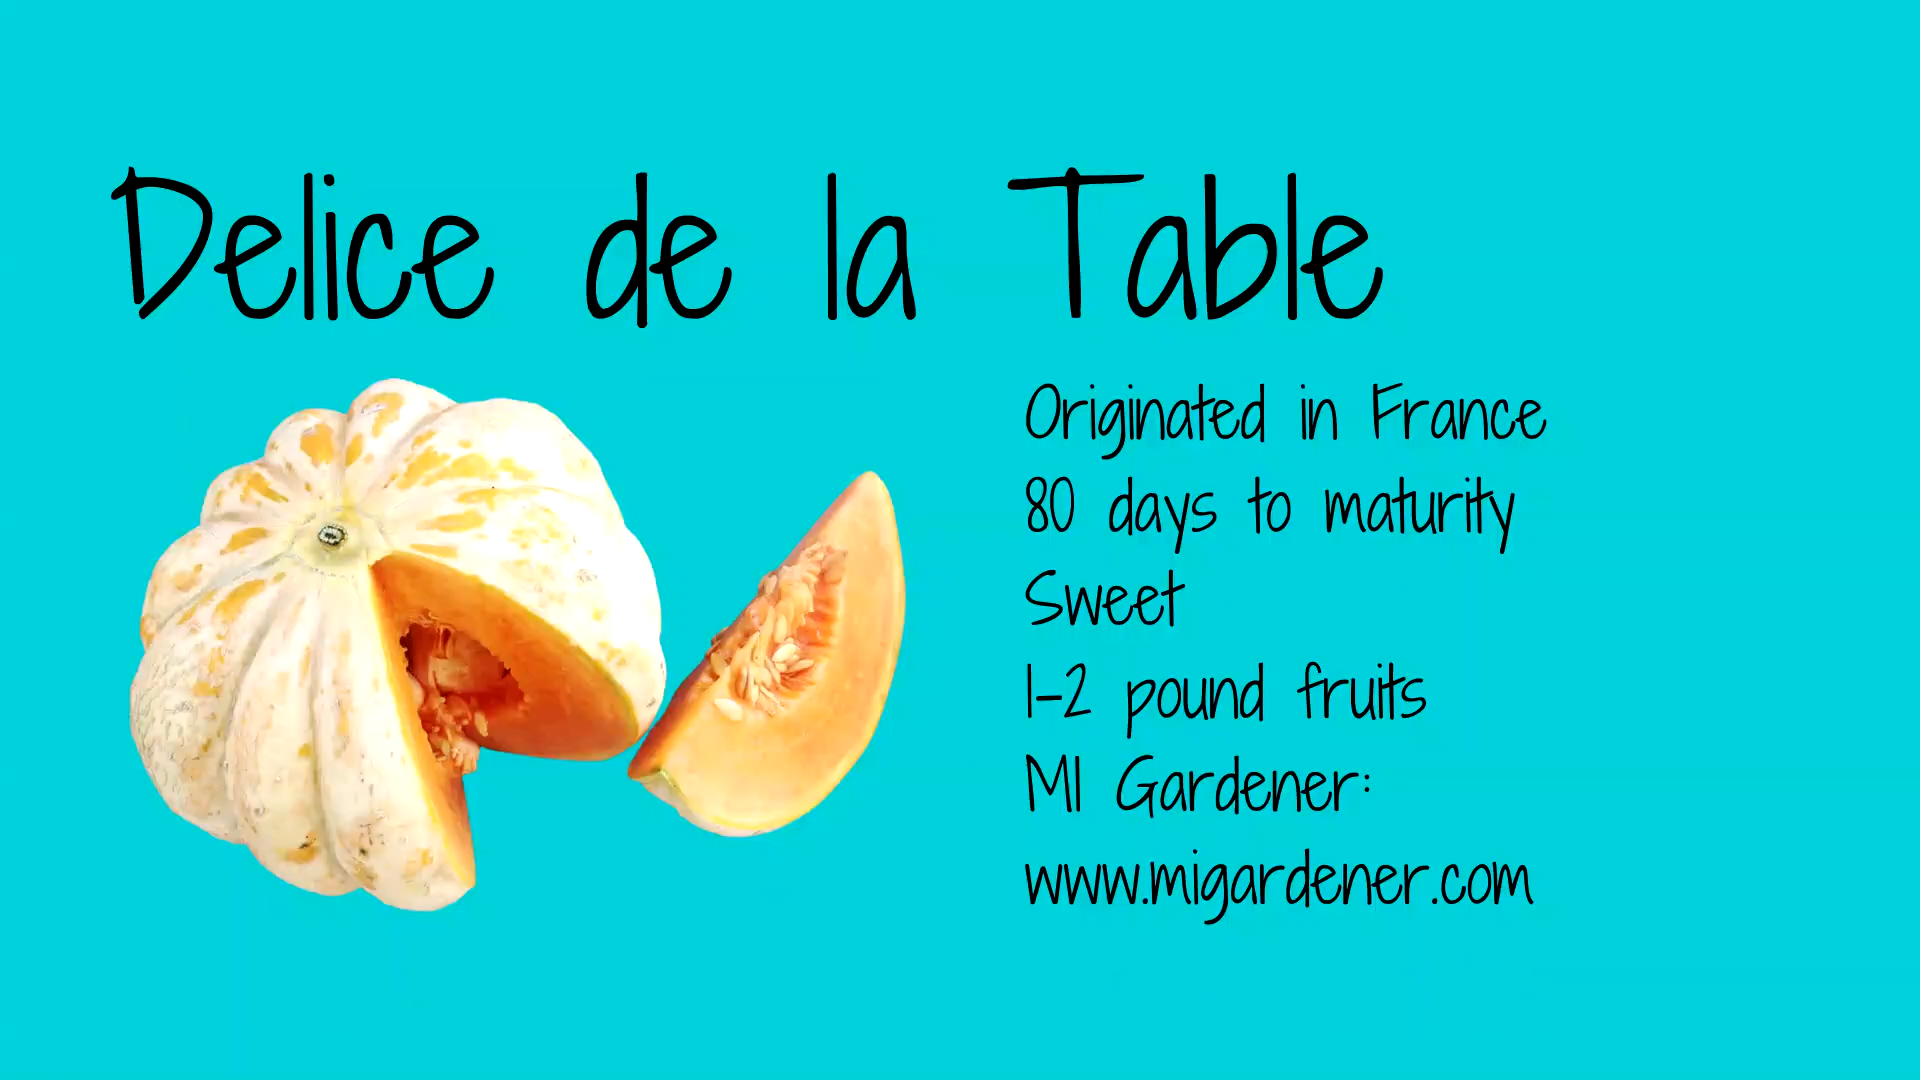 Delice de la Table
Originated in France
80 days to maturity
Sweet
1-2 pound fruits
MI Gardener:
www.migardener.com